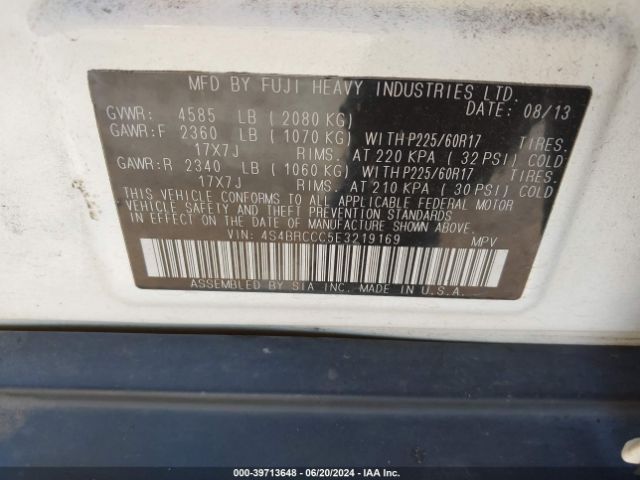 MFD BY FUJI HEAVY INDUSTRIES LTD.
DATE: 08/13
GVWR: 4585 LB (2080 KG)
GAWR:F 2360 LB (1070 KG) WITH P225/60R17 TIRES.
17X7J RIMS. AT 220 KPA (32 PSI) COLD
GAWR:R 2340 LB (1060 KG) WITH P225/60R17 TIRES.
17X7J RIMS. AT 210 KPA (30 PSI) COLD
THIS VEHICLE CONFORMS TO ALL APPLICABLE FEDERAL MOTOR
VEHICLE SAFETY AND THEFT PREVENTION STANDARDS
IN EFFECT ON THE DATE OF MANUFACTURE SHOWN ABOVE.
VIN: 4S4BRCCC5E3219169 MPV
ASSEMBLED BY SIA INC. MADE IN U.S.A.
000-39713648 - 06/20/2024 - IAA Inc.